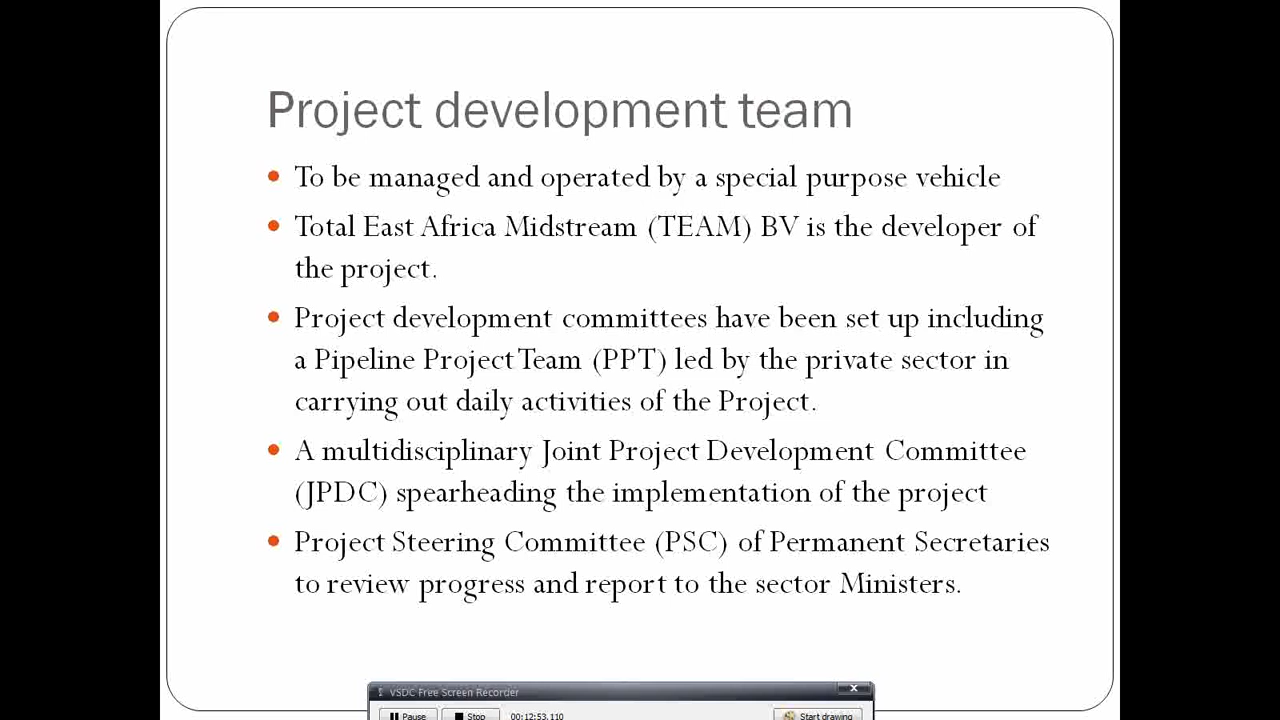 Project development team
• To be managed and operated by a special purpose vehicle
• Total East Africa Midstream (TEAM) BV is the developer of
the project.
• Project development committees have been set up including
a Pipeline Project Team (PPT) led by the private sector in
carrying out daily activities of the Project.
• A multidisciplinary Joint Project Development Committee
(JPDC) spearheading the implementation of the project
• Project Steering Committee (PSC) of Permanent Secretaries
to review progress and report to the sector Ministers.
VSDC Free Screen Recorder
Pause Stop 00:12:53.110 Start drawing